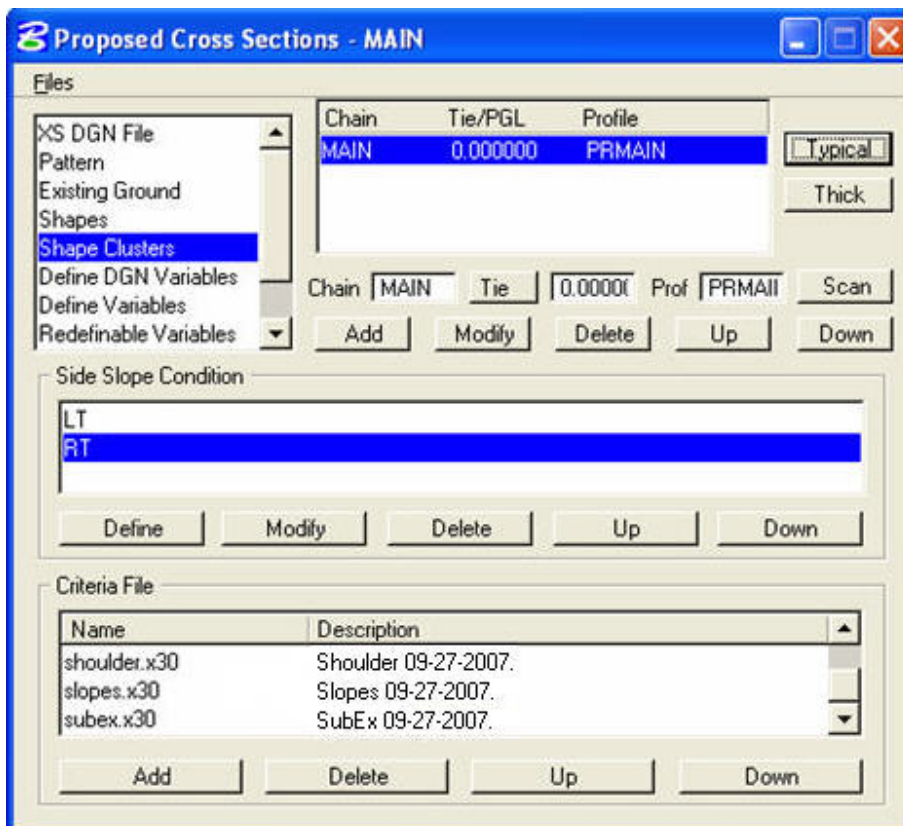 Proposed Cross Sections - MAIN
Files
XS DGN File
Pattern
Existing Ground
Shapes
Shape Clusters
Define DGN Variables
Define Variables
Redefinable Variables
Chain Tie/PGL Profile
MAIN 0.000000 PRMAIN
Typical
Thick
Chain MAIN Tie 0.0000( Prof PRMAII Scan
Add Modify Delete Up Down
Side Slope Condition
LT
RT
Define Modify Delete Up Down
Criteria File
Name Description
shoulder.x30 Shoulder 09-27-2007.
slopes.x30 Slopes 09-27-2007.
subex.x30 SubEx 09-27-2007.
Add Delete Up Down